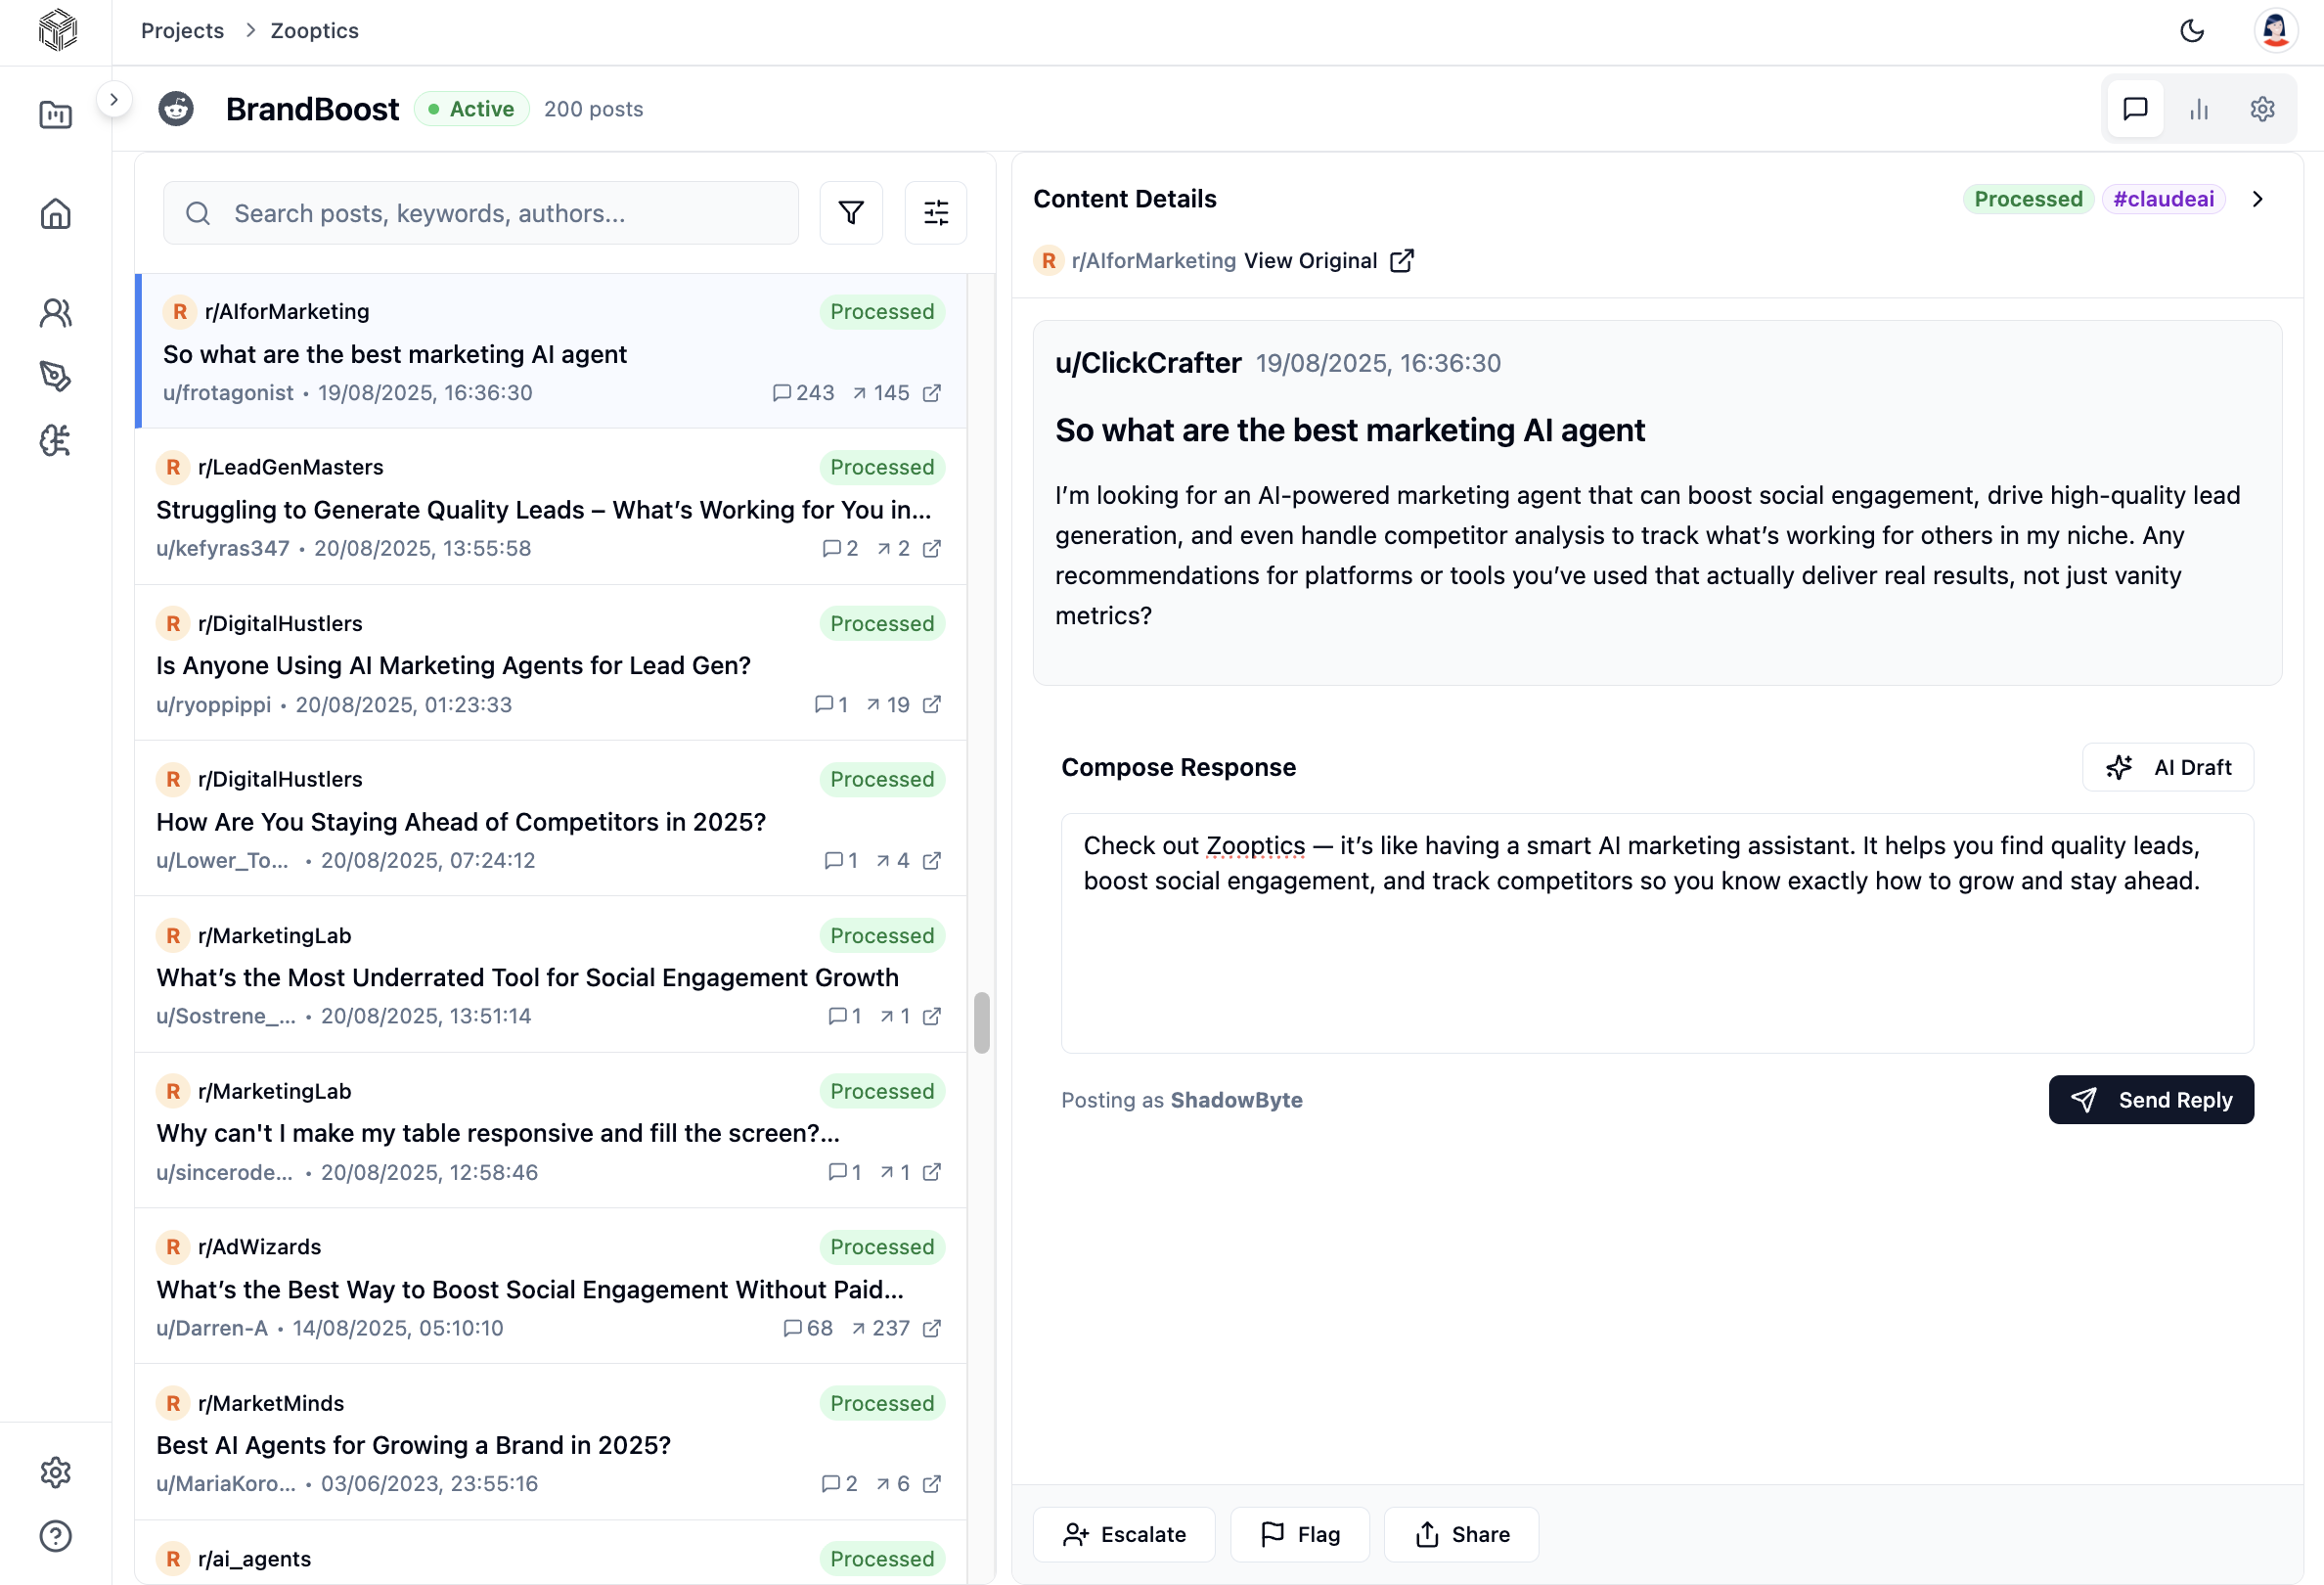 Projects > Zooptics
BrandBoost Active 200 posts
Search posts, keywords, authors...
R r/AIforMarketing Processed
So what are the best marketing AI agent
u/frotagonist • 19/08/2025, 16:36:30 243 145
R r/LeadGenMasters Processed
Struggling to Generate Quality Leads – What’s Working for You in...
u/kefyras347 • 20/08/2025, 13:55:58 2 2
R r/DigitalHustlers Processed
Is Anyone Using AI Marketing Agents for Lead Gen?
u/ryoppippi • 20/08/2025, 01:23:33 1 19
R r/DigitalHustlers Processed
How Are You Staying Ahead of Competitors in 2025?
u/Lower_To... • 20/08/2025, 07:24:12 1 4
R r/MarketingLab Processed
What’s the Most Underrated Tool for Social Engagement Growth
u/Sostrene_... • 20/08/2025, 13:51:14 1 1
R r/MarketingLab Processed
Why can't I make my table responsive and fill the screen?...
u/sincerode... • 20/08/2025, 12:58:46 1 1
R r/AdWizards Processed
What’s the Best Way to Boost Social Engagement Without Paid...
u/Darren-A • 14/08/2025, 05:10:10 68 237
R r/MarketMinds Processed
Best AI Agents for Growing a Brand in 2025?
u/MariaKoro... • 03/06/2023, 23:55:16 2 6
R r/ai_agents Processed
Content Details Processed #claudeai
R r/AIforMarketing View Original
u/ClickCrafter 19/08/2025, 16:36:30
So what are the best marketing AI agent
I’m looking for an AI-powered marketing agent that can boost social engagement, drive high-quality lead
generation, and even handle competitor analysis to track what’s working for others in my niche. Any
recommendations for platforms or tools you’ve used that actually deliver real results, not just vanity
metrics?
Compose Response AI Draft
Check out Zooptics — it’s like having a smart AI marketing assistant. It helps you find quality leads,
boost social engagement, and track competitors so you know exactly how to grow and stay ahead.
Posting as ShadowByte Send Reply
Escalate Flag Share